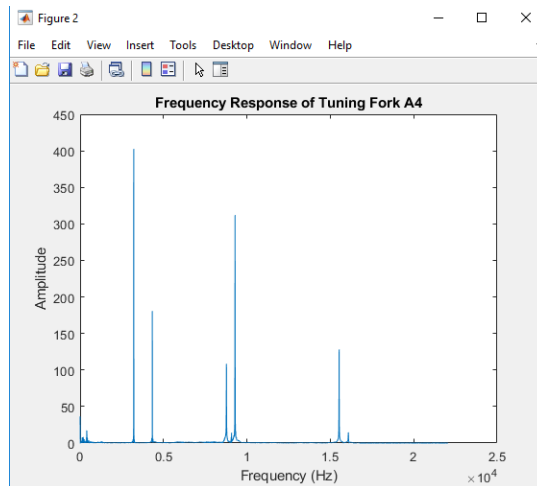 Figure 2
File Edit View Insert Tools Desktop Window Help
Frequency Response of Tuning Fork A4
450
400
350
300
250
200
150
100
50
0
Amplitude
0 0.5 1 1.5 2 2.5
Frequency (Hz)
× 10⁴